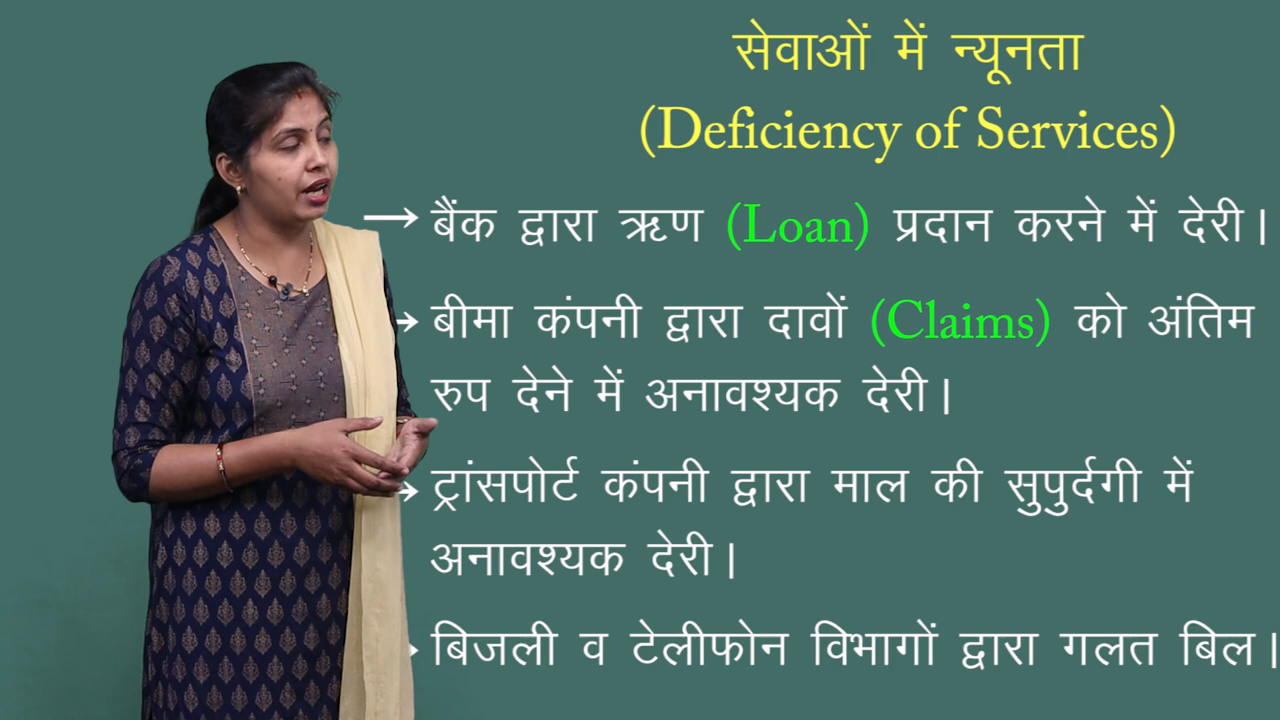 सेवाओं में न्यूनता
(Deficiency of Services)
→ बैंक द्वारा ऋण (Loan) प्रदान करने में देरी।
→ बीमा कंपनी द्वारा दावों (Claims) को अंतिम
रुप देने में अनावश्यक देरी।
→ ट्रांसपोर्ट कंपनी द्वारा माल की सुपुर्दगी में
अनावश्यक देरी।
→ बिजली व टेलीफोन विभागों द्वारा गलत बिल।